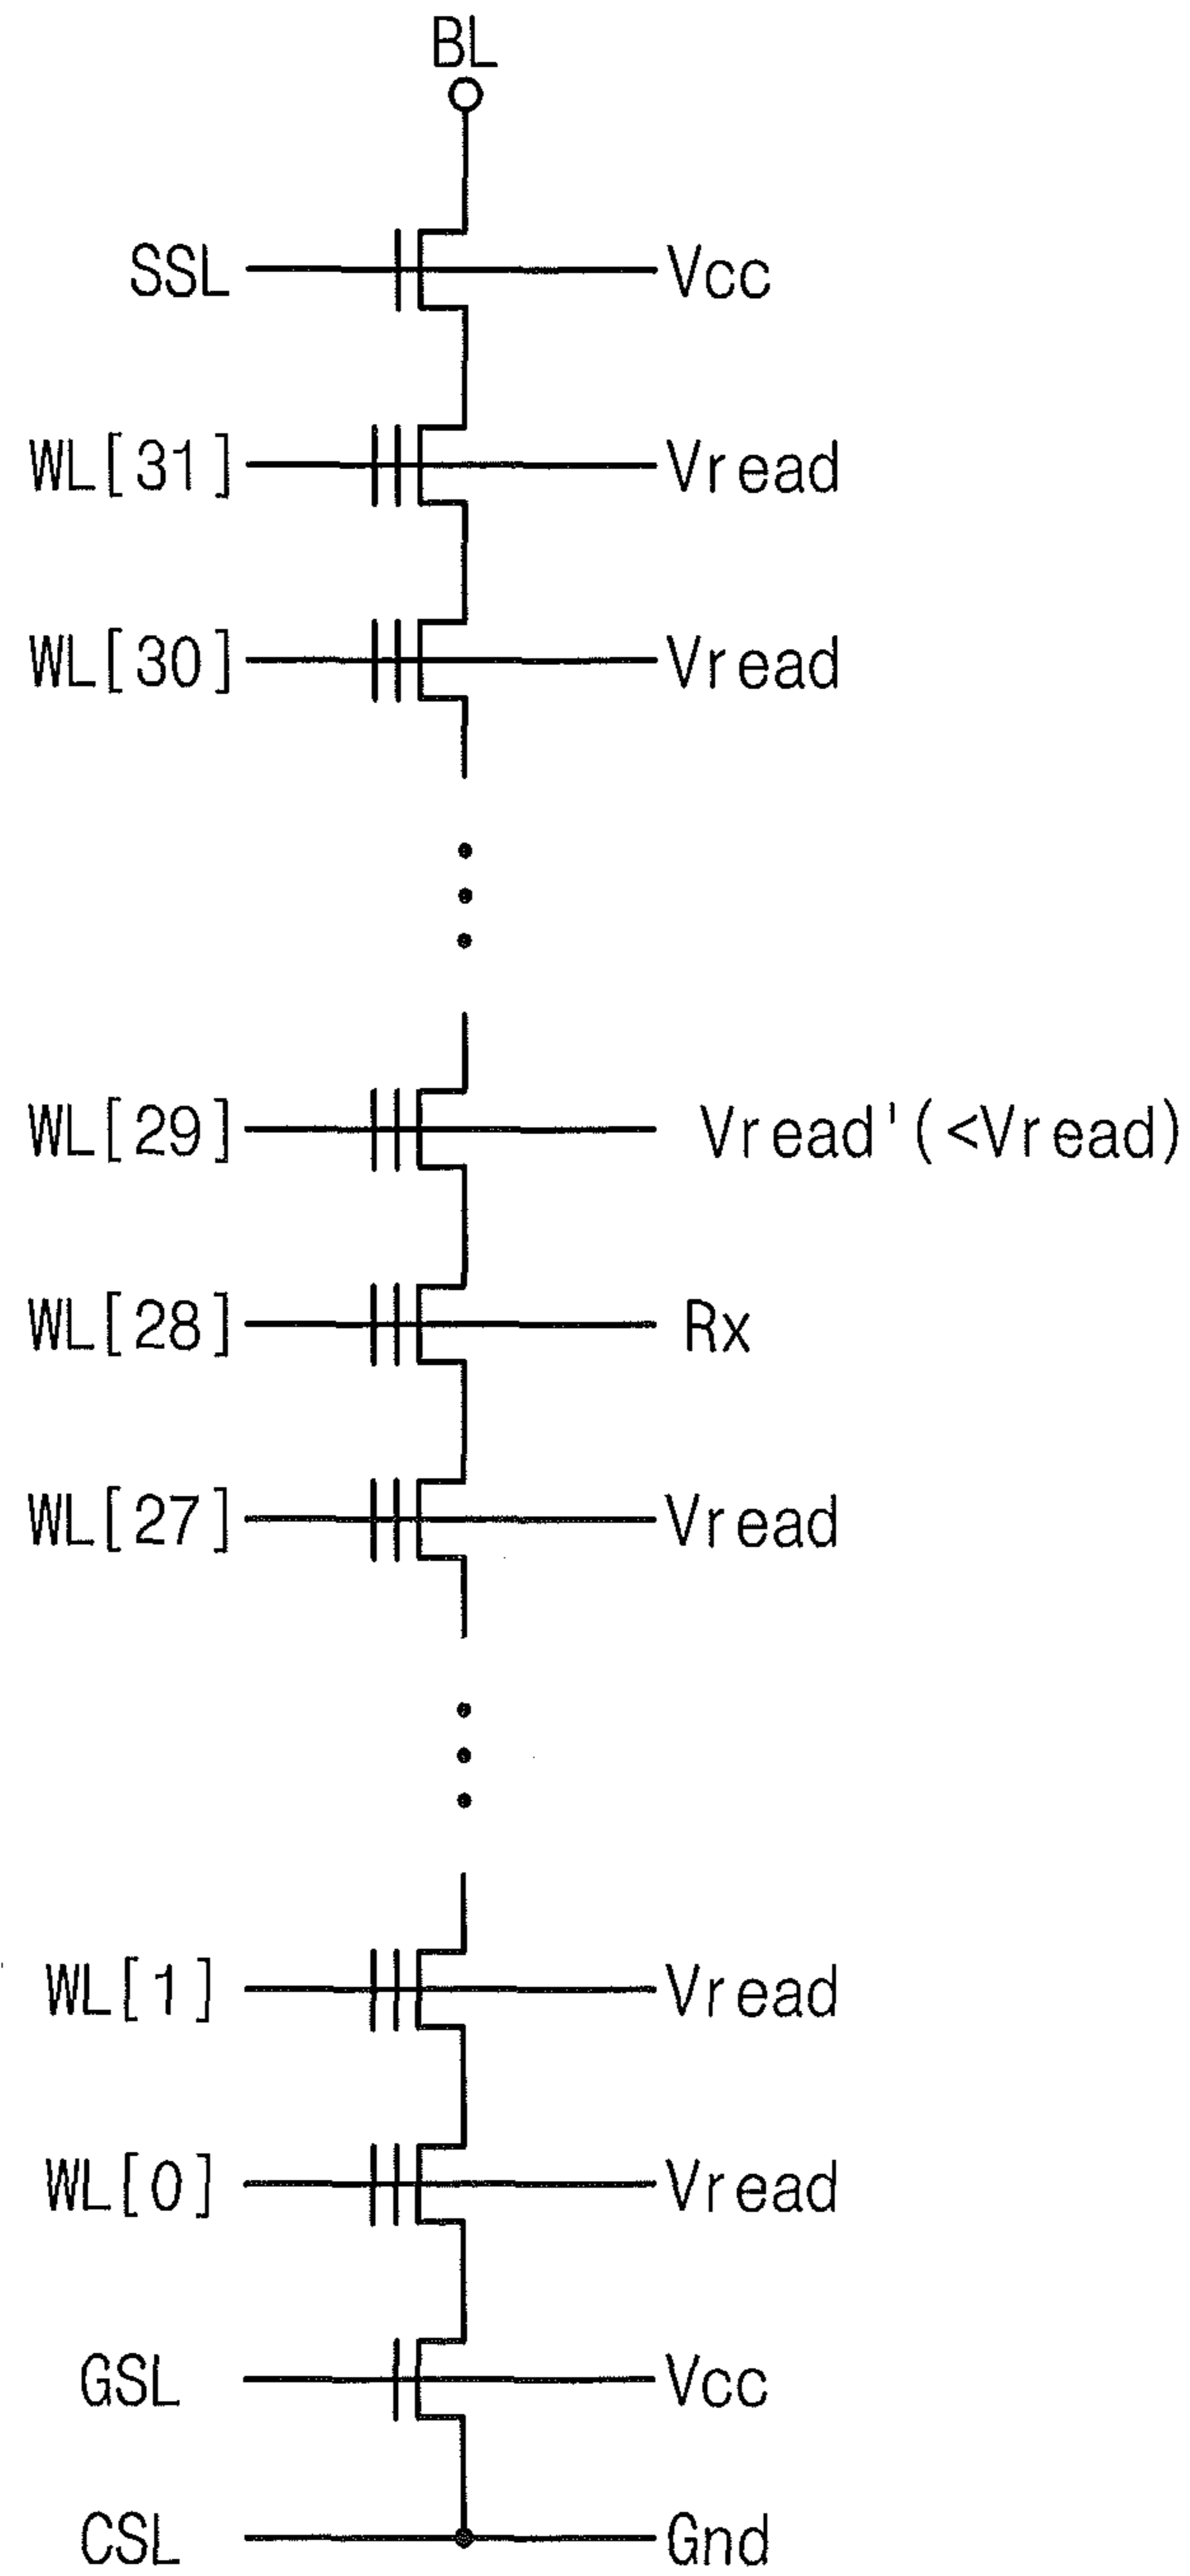 BL
SSL Vcc
WL[31] Vread
WL[30] Vread
WL[29] Vread'(<Vread)
WL[28] Rx
WL[27] Vread
WL[1] Vread
WL[0] Vread
GSL Vcc
CSL Gnd